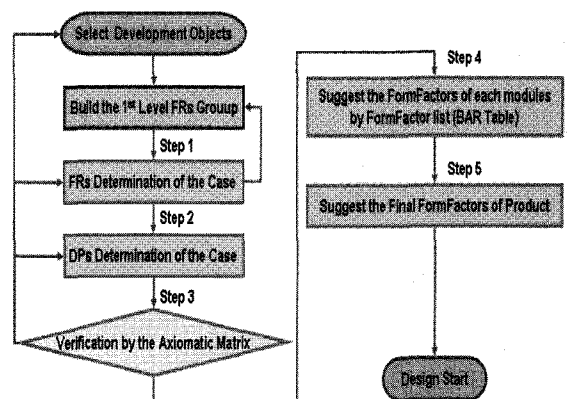 Select Development Objects
Build the 1st Level FRs Grouup
Step 1
FRs Determination of the Case
Step 2
DPs Determination of the Case
Step 3
Verification by the Axiomatic Matrix
Step 4
Suggest the FormFactors of each modules
by FormFactor list (BAR Table)
Step 5
Suggest the Final FormFactors of Product
Design Start